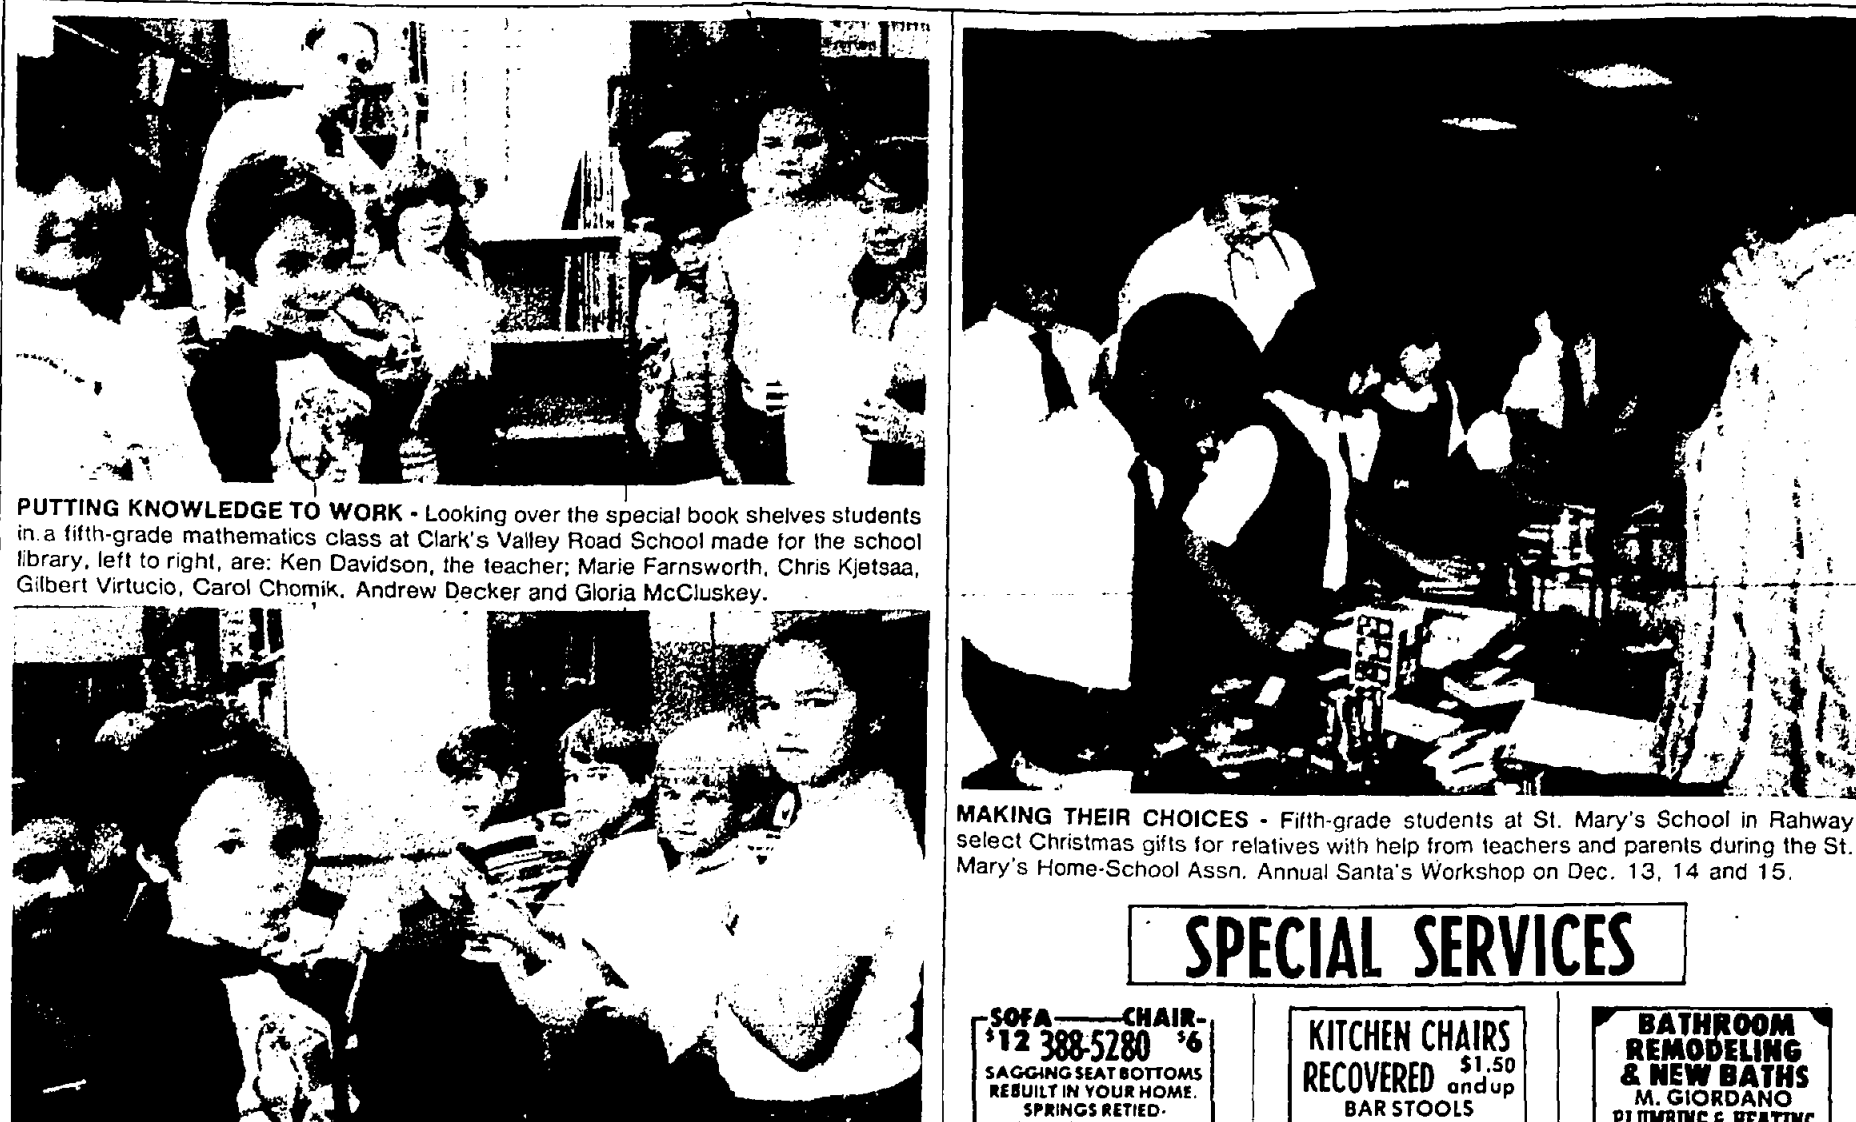 PUTTING KNOWLEDGE TO WORK - Looking over the special book shelves students
in a fifth-grade mathematics class at Clark's Valley Road School made for the school
library, left to right, are: Ken Davidson, the teacher; Marie Farnsworth, Chris Kjetsaa,
Gilbert Virtucio, Carol Chomik, Andrew Decker and Gloria McCluskey.
MAKING THEIR CHOICES - Fifth-grade students at St. Mary's School in Rahway
select Christmas gifts for relatives with help from teachers and parents during the St.
Mary's Home-School Assn. Annual Santa's Workshop on Dec. 13, 14 and 15.
SPECIAL SERVICES
SOFA CHAIR
$12 388-5280 $6
SAGGING SEAT BOTTOMS
REBUILT IN YOUR HOME.
SPRINGS RETIED-
KITCHEN CHAIRS
RECOVERED $1.50 and up
BAR STOOLS
BATHROOM
REMODELING
& NEW BATHS
M. GIORDANO
PLUMBING & HEATING